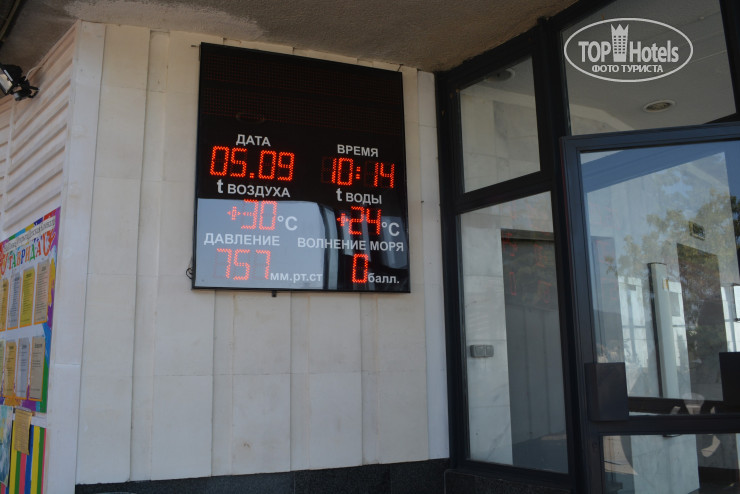 TOP Hotels
ФОТО ТУРИСТА
ДАТА ВРЕМЯ
05.09 10:14
t ВОЗДУХА t ВОДЫ
+30°C +24°C
ДАВЛЕНИЕ ВОЛНЕНИЕ МОРЯ
757 мм.рт.ст 0 балл.